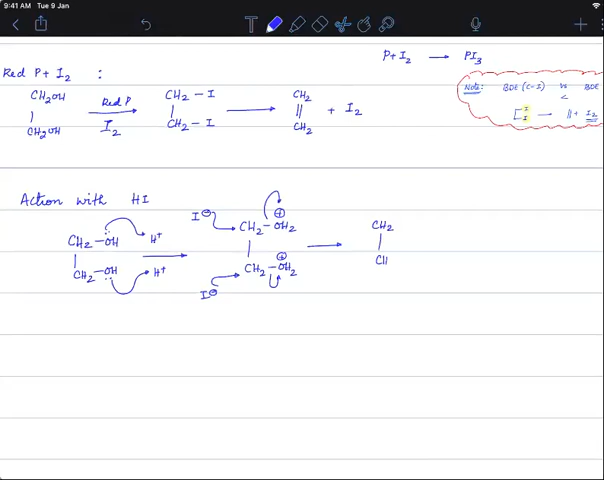 9:41 AM Tue 9 Jan
P + I2 → PI3
Red P + I2 :
Note: BDE (C-I) vs BDE
<
I
I → || + I2
CH2OH Red P CH2 - I CH2
| → | → || + I2
CH2OH I2 CH2 - I CH2
Action with HI
I⊖ ⊕
CH2 - OH H+ CH2 - OH2 CH2
| → | → |
CH2 - OH H+ CH2 - OH2 CH
⊕
I⊖